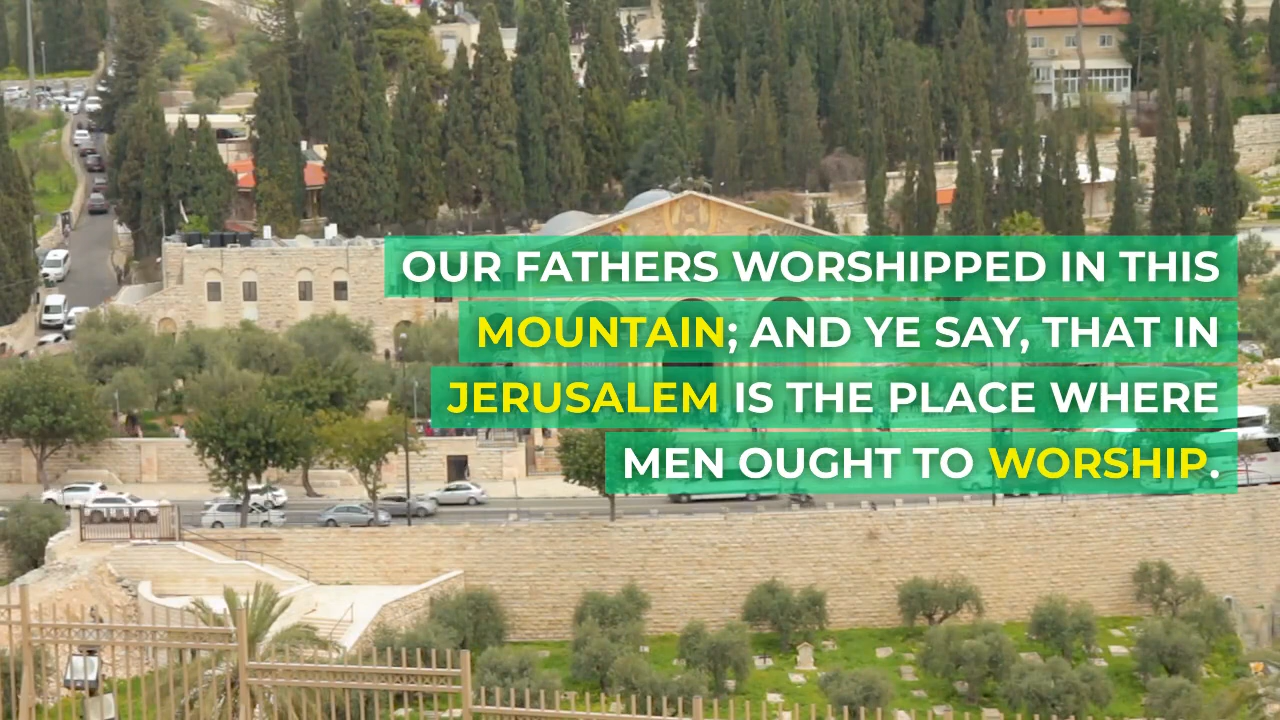 OUR FATHERS WORSHIPPED IN THIS
MOUNTAIN; AND YE SAY, THAT IN
JERUSALEM IS THE PLACE WHERE
MEN OUGHT TO WORSHIP.